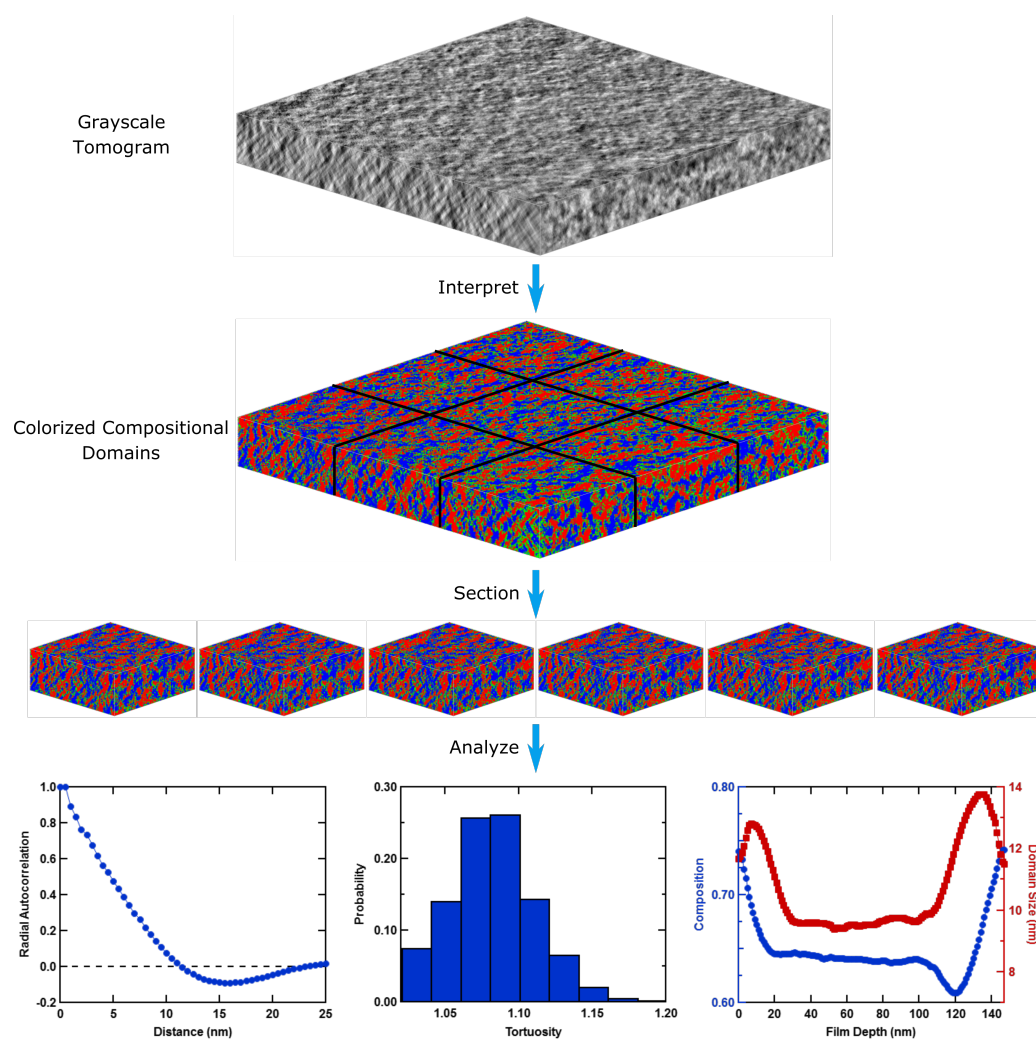 Grayscale
Tomogram
Interpret
Colorized Compositional
Domains
Section
Analyze
1.0
0.8
0.6
0.4
0.2
0.0
-0.2
Radial Autocorrelation
0
5
10
15
20
25
Distance (nm)
0.30
0.20
0.10
0.00
Probability
1.05
1.10
1.15
1.20
Tortuosity
0.80
0.70
0.60
Composition
14
12
10
8
Domain Size (nm)
0
20
40
60
80
100
120
140
Film Depth (nm)